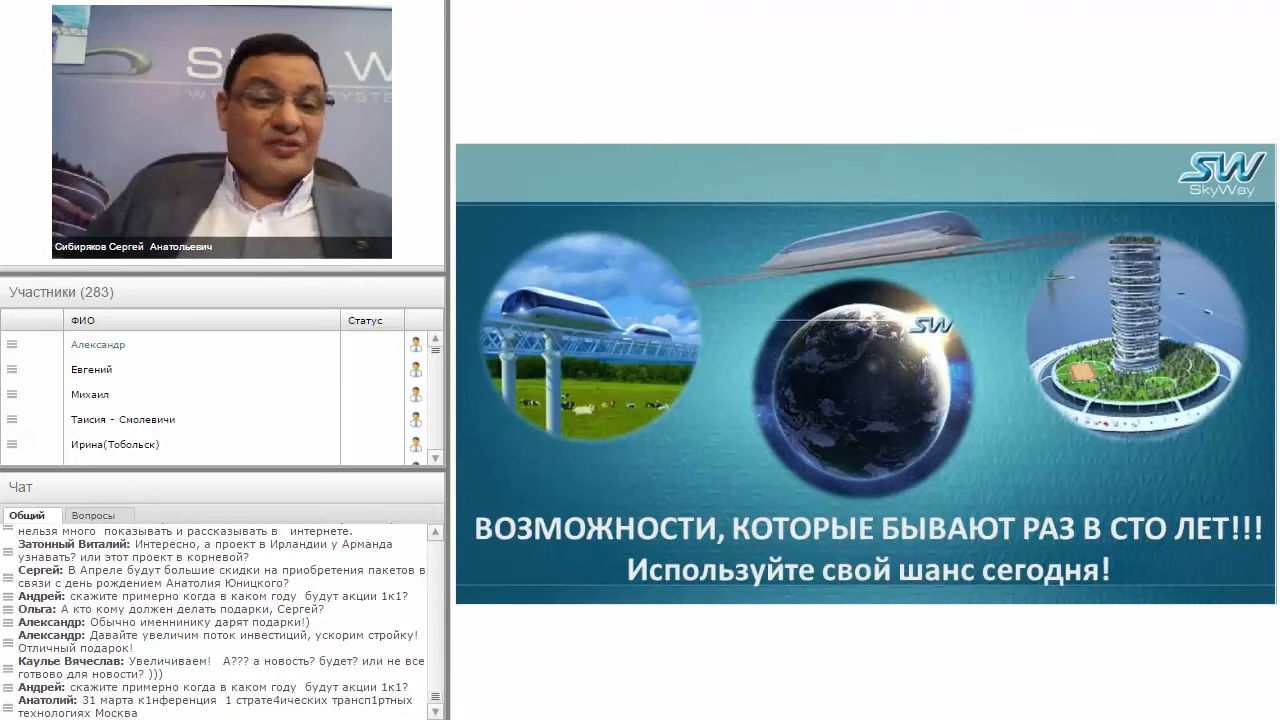 S W
Сибиряков Сергей Анатольевич
Участники (283)
ФИО
Статус
Александр
Евгений
Михаил
Таисия - Смолевичи
Ирина(Тобольск)
Чат
Общий
Вопросы
нельзя много показывать и рассказывать в интернете.
Затонный Виталий: Интересно, а проект в Ирландии у Арманда
узнавать? или этот проект в корневой?
Сергей: В Апреле будут большие скидки на приобретения пакетов в
связи с день рождением Анатолия Юницкого?
Андрей: скажите примерно когда в каком году будут акции 1к1?
Ольга: А кто кому должен делать подарки, Сергей?
Александр: Обычно именнинику дарят подарки!)
Александр: Давайте увеличим поток инвестиций, ускорим стройку!
Отличный подарок!
Каулье Вячеслав: Увеличиваем! А??? а новость? будет? или не все
готвово для новости? )))
Андрей: скажите примерно когда в каком году будут акции 1к1?
Анатолий: 31 марта к1нференция 1 страте4ических трансп1ртных
технологиях Москва
SW
SkyWay
SW
ВОЗМОЖНОСТИ, КОТОРЫЕ БЫВАЮТ РАЗ В СТО ЛЕТ!!!
Используйте свой шанс сегодня!